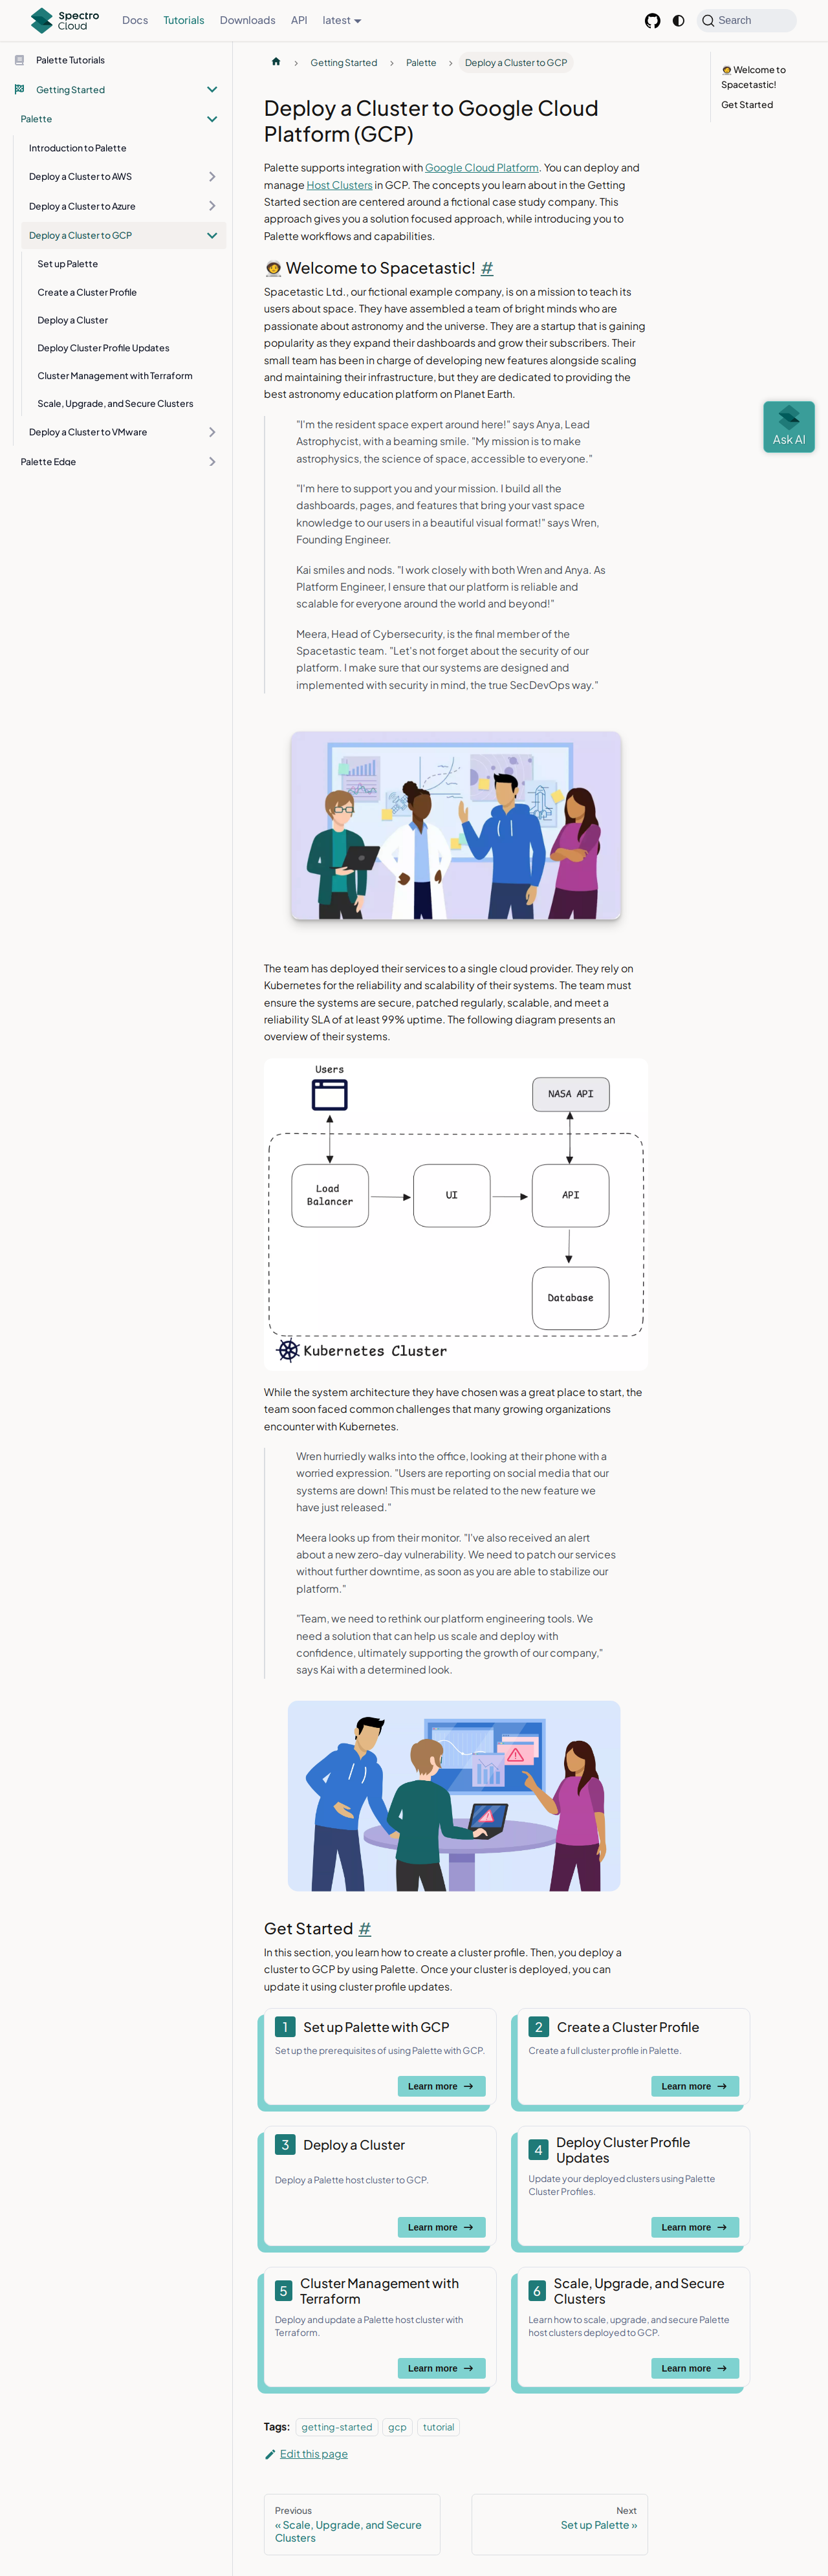 Spectro Cloud
Docs
Tutorials
Downloads
API
latest
Search
Palette Tutorials
Getting Started
Palette
Introduction to Palette
Deploy a Cluster to AWS
Deploy a Cluster to Azure
Deploy a Cluster to GCP
Set up Palette
Create a Cluster Profile
Deploy a Cluster
Deploy Cluster Profile Updates
Cluster Management with Terraform
Scale, Upgrade, and Secure Clusters
Deploy a Cluster to VMware
Palette Edge
Getting Started
Palette
Deploy a Cluster to GCP
🧑‍🚀 Welcome to
Spacetastic!
Get Started
Ask AI
Deploy a Cluster to Google Cloud
Platform (GCP)
Palette supports integration with Google Cloud Platform. You can deploy and
manage Host Clusters in GCP. The concepts you learn about in the Getting
Started section are centered around a fictional case study company. This
approach gives you a solution focused approach, while introducing you to
Palette workflows and capabilities.
🧑‍🚀 Welcome to Spacetastic! #
Spacetastic Ltd., our fictional example company, is on a mission to teach its
users about space. They have assembled a team of bright minds who are
passionate about astronomy and the universe. They are a startup that is gaining
popularity as they expand their dashboards and grow their subscribers. Their
small team has been in charge of developing new features alongside scaling
and maintaining their infrastructure, but they are dedicated to providing the
best astronomy education platform on Planet Earth.
"I'm the resident space expert around here!" says Anya, Lead
Astrophycist, with a beaming smile. "My mission is to make
astrophysics, the science of space, accessible to everyone."
"I'm here to support you and your mission. I build all the
dashboards, pages, and features that bring your vast space
knowledge to our users in a beautiful visual format!" says Wren,
Founding Engineer.
Kai smiles and nods. "I work closely with both Wren and Anya. As
Platform Engineer, I ensure that our platform is reliable and
scalable for everyone around the world and beyond!"
Meera, Head of Cybersecurity, is the final member of the
Spacetastic team. "Let's not forget about the security of our
platform. I make sure that our systems are designed and
implemented with security in mind, the true SecDevOps way."
The team has deployed their services to a single cloud provider. They rely on
Kubernetes for the reliability and scalability of their systems. The team must
ensure the systems are secure, patched regularly, scalable, and meet a
reliability SLA of at least 99% uptime. The following diagram presents an
overview of their systems.
Users
NASA API
Load
Balancer
UI
API
Database
Kubernetes Cluster
While the system architecture they have chosen was a great place to start, the
team soon faced common challenges that many growing organizations
encounter with Kubernetes.
Wren hurriedly walks into the office, looking at their phone with a
worried expression. "Users are reporting on social media that our
systems are down! This must be related to the new feature we
have just released."
Meera looks up from their monitor. "I've also received an alert
about a new zero-day vulnerability. We need to patch our services
without further downtime, as soon as you are able to stabilize our
platform."
"Team, we need to rethink our platform engineering tools. We
need a solution that can help us scale and deploy with
confidence, ultimately supporting the growth of our company,"
says Kai with a determined look.
Get Started #
In this section, you learn how to create a cluster profile. Then, you deploy a
cluster to GCP by using Palette. Once your cluster is deployed, you can
update it using cluster profile updates.
1 Set up Palette with GCP
Set up the prerequisites of using Palette with GCP.
Learn more
2 Create a Cluster Profile
Create a full cluster profile in Palette.
Learn more
3 Deploy a Cluster
Deploy a Palette host cluster to GCP.
Learn more
4 Deploy Cluster Profile
Updates
Update your deployed clusters using Palette
Cluster Profiles.
Learn more
5 Cluster Management with
Terraform
Deploy and update a Palette host cluster with
Terraform.
Learn more
6 Scale, Upgrade, and Secure
Clusters
Learn how to scale, upgrade, and secure Palette
host clusters deployed to GCP.
Learn more
Tags: getting-started gcp tutorial
Edit this page
Previous
« Scale, Upgrade, and Secure
Clusters
Next
Set up Palette »